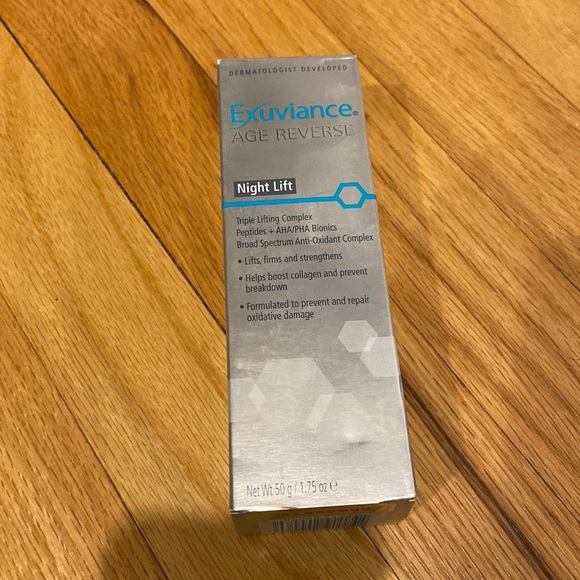 DERMATOLOGIST DEVELOPED
Exuviance®
AGE REVERSE
Night Lift
Triple Lifting Complex
Peptides + AHA/PHA Bionics
Broad Spectrum Anti-Oxidant Complex
• Lifts, firms and strengthens
• Helps boost collagen and prevent
breakdown
• Formulated to prevent and repair
oxidative damage
Net Wt 50 g / 1.75 oz ℮